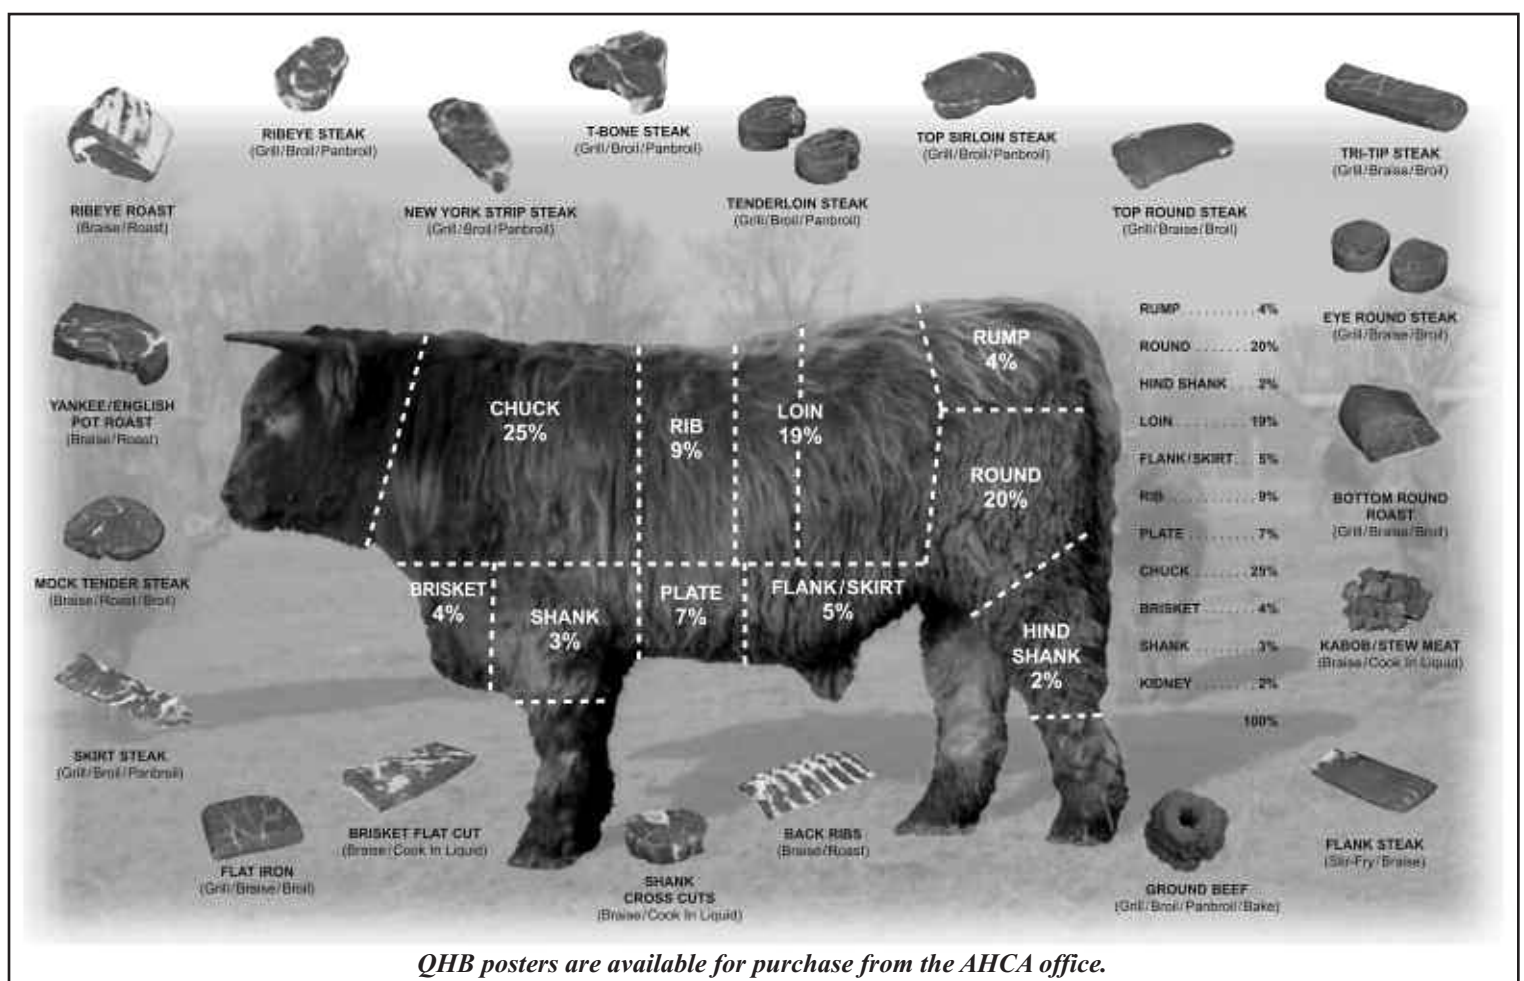 RIBEYE STEAK
(Grill/Broil/Panbroil)
T-BONE STEAK
(Grill/Broil/Panbroil)
TOP SIRLOIN STEAK
(Grill/Broil/Panbroil)
TRI-TIP STEAK
(Grill/Braise/Broil)
RIBEYE ROAST
(Braise/Roast)
NEW YORK STRIP STEAK
(Grill/Broil/Panbroil)
TENDERLOIN STEAK
(Grill/Broil/Panbroil)
TOP ROUND STEAK
(Grill/Braise/Broil)
EYE ROUND STEAK
(Grill/Braise/Broil)
YANKEE/ENGLISH
POT ROAST
(Braise/Roast)
MOCK TENDER STEAK
(Braise/Roast/Broil)
SKIRT STEAK
(Grill/Broil/Panbroil)
CHUCK
25%
RIB
9%
LOIN
19%
RUMP
4%
ROUND
20%
BRISKET
4%
SHANK
3%
PLATE
7%
FLANK/SKIRT
5%
HIND
SHANK
2%
RUMP . . . . . . . . . 4%
ROUND . . . . . . . 20%
HIND SHANK . . . 2%
LOIN . . . . . . . . . . 19%
FLANK/SKIRT . . . 5%
RIB . . . . . . . . . . . . 9%
PLATE . . . . . . . . . 7%
CHUCK . . . . . . . 25%
BRISKET . . . . . . . 4%
SHANK . . . . . . . . 3%
KIDNEY . . . . . . . . 2%
100%
BOTTOM ROUND
ROAST
(Grill/Braise/Broil)
KABOB/STEW MEAT
(Braise/Cook In Liquid)
FLANK STEAK
(Stir-Fry/Braise)
FLAT IRON
(Grill/Braise/Broil)
BRISKET FLAT CUT
(Braise/Cook In Liquid)
SHANK
CROSS CUTS
(Braise/Cook In Liquid)
BACK RIBS
(Braise/Roast)
GROUND BEEF
(Grill/Broil/Panbroil/Bake)
QHB posters are available for purchase from the AHCA office.